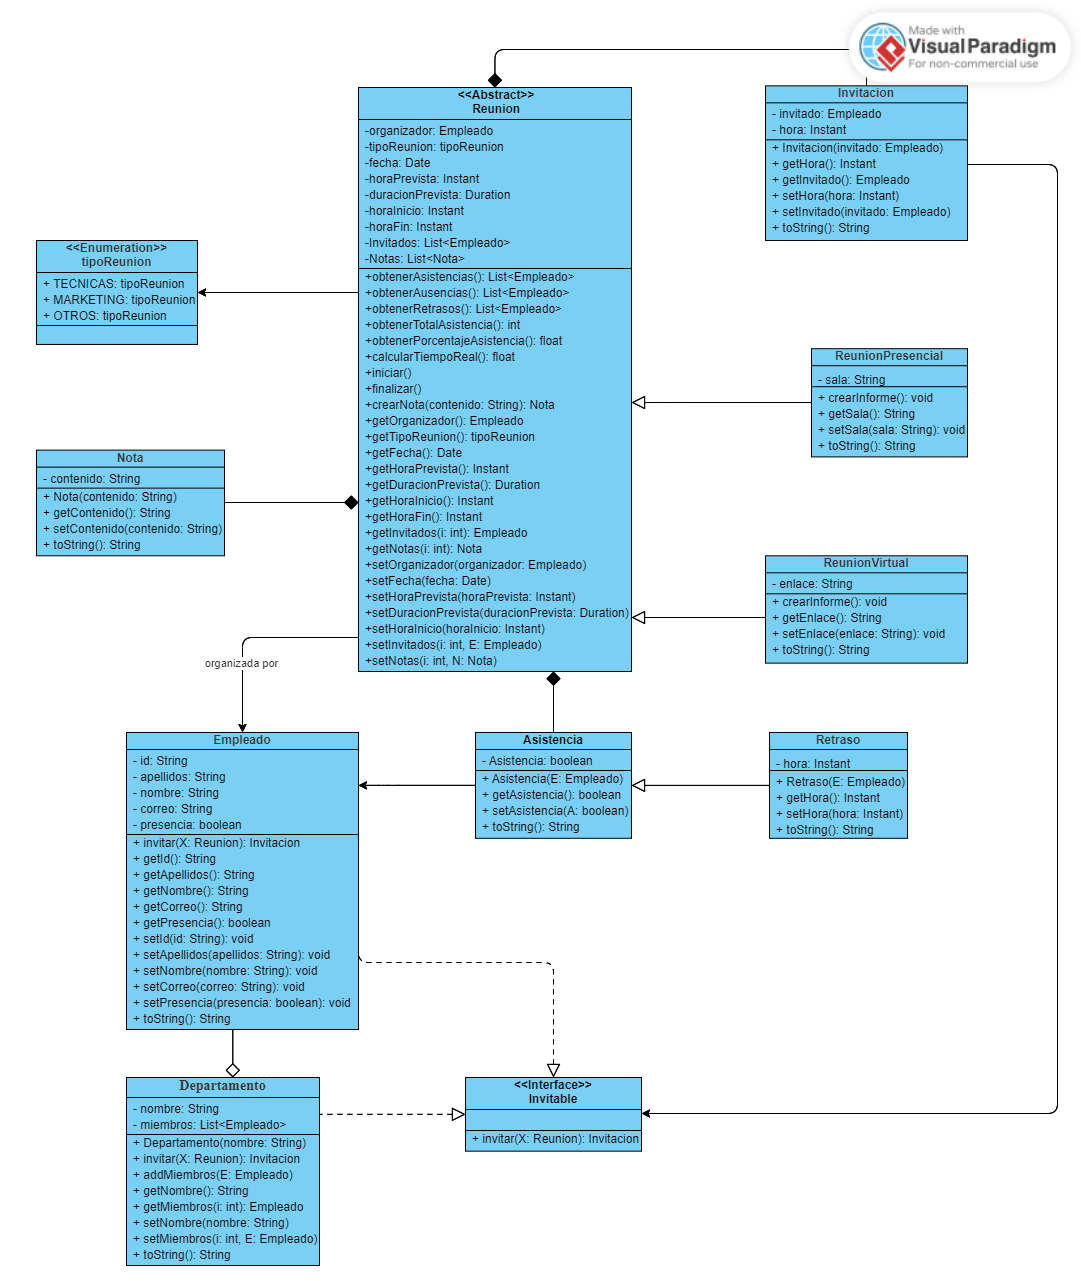 Made with
Visual Paradigm
For non-commercial use
<<Abstract>>
Reunion
-organizador: Empleado
-tipoReunion: tipoReunion
-fecha: Date
-horaPrevista: Instant
-duracionPrevista: Duration
-horaInicio: Instant
-horaFin: Instant
-Invitados: List<Empleado>
-Notas: List<Nota>
+obtenerAsistencias(): List<Empleado>
+obtenerAusencias(): List<Empleado>
+obtenerRetrasos(): List<Empleado>
+obtenerTotalAsistencia(): int
+obtenerPorcentajeAsistencia(): float
+calcularTiempoReal(): float
+iniciar()
+finalizar()
+crearNota(contenido: String): Nota
+getOrganizador(): Empleado
+getTipoReunion(): tipoReunion
+getFecha(): Date
+getHoraPrevista(): Instant
+getDuracionPrevista(): Duration
+getHoraInicio(): Instant
+getHoraFin(): Instant
+getInvitados(i: int): Empleado
+getNotas(i: int): Nota
+setOrganizador(organizador: Empleado)
+setFecha(fecha: Date)
+setHoraPrevista(horaPrevista: Instant)
+setDuracionPrevista(duracionPrevista: Duration)
+setHoraInicio(horaInicio: Instant)
+setInvitados(i: int, E: Empleado)
+setNotas(i: int, N: Nota)
Invitacion
- invitado: Empleado
- hora: Instant
+ Invitacion(invitado: Empleado)
+ getHora(): Instant
+ getInvitado(): Empleado
+ setHora(hora: Instant)
+ setInvitado(invitado: Empleado)
+ toString(): String
<<Enumeration>>
tipoReunion
+ TECNICAS: tipoReunion
+ MARKETING: tipoReunion
+ OTROS: tipoReunion
ReunionPresencial
- sala: String
+ crearInforme(): void
+ getSala(): String
+ setSala(sala: String): void
+ toString(): String
Nota
- contenido: String
+ Nota(contenido: String)
+ getContenido(): String
+ setContenido(contenido: String)
+ toString(): String
ReunionVirtual
- enlace: String
+ crearInforme(): void
+ getEnlace(): String
+ setEnlace(enlace: String): void
+ toString(): String
organizada por
Empleado
- id: String
- apellidos: String
- nombre: String
- correo: String
- presencia: boolean
+ invitar(X: Reunion): Invitacion
+ getId(): String
+ getApellidos(): String
+ getNombre(): String
+ getCorreo(): String
+ getPresencia(): boolean
+ setId(id: String): void
+ setApellidos(apellidos: String): void
+ setNombre(nombre: String): void
+ setCorreo(correo: String): void
+ setPresencia(presencia: boolean): void
+ toString(): String
Asistencia
- Asistencia: boolean
+ Asistencia(E: Empleado)
+ getAsistencia(): boolean
+ setAsistencia(A: boolean)
+ toString(): String
Retraso
- hora: Instant
+ Retraso(E: Empleado)
+ getHora(): Instant
+ setHora(hora: Instant)
+ toString(): String
Departamento
- nombre: String
- miembros: List<Empleado>
+ Departamento(nombre: String)
+ invitar(X: Reunion): Invitacion
+ addMiembros(E: Empleado)
+ getNombre(): String
+ getMiembros(i: int): Empleado
+ setNombre(nombre: String)
+ setMiembros(i: int, E: Empleado)
+ toString(): String
<<Interface>>
Invitable
+ invitar(X: Reunion): Invitacion